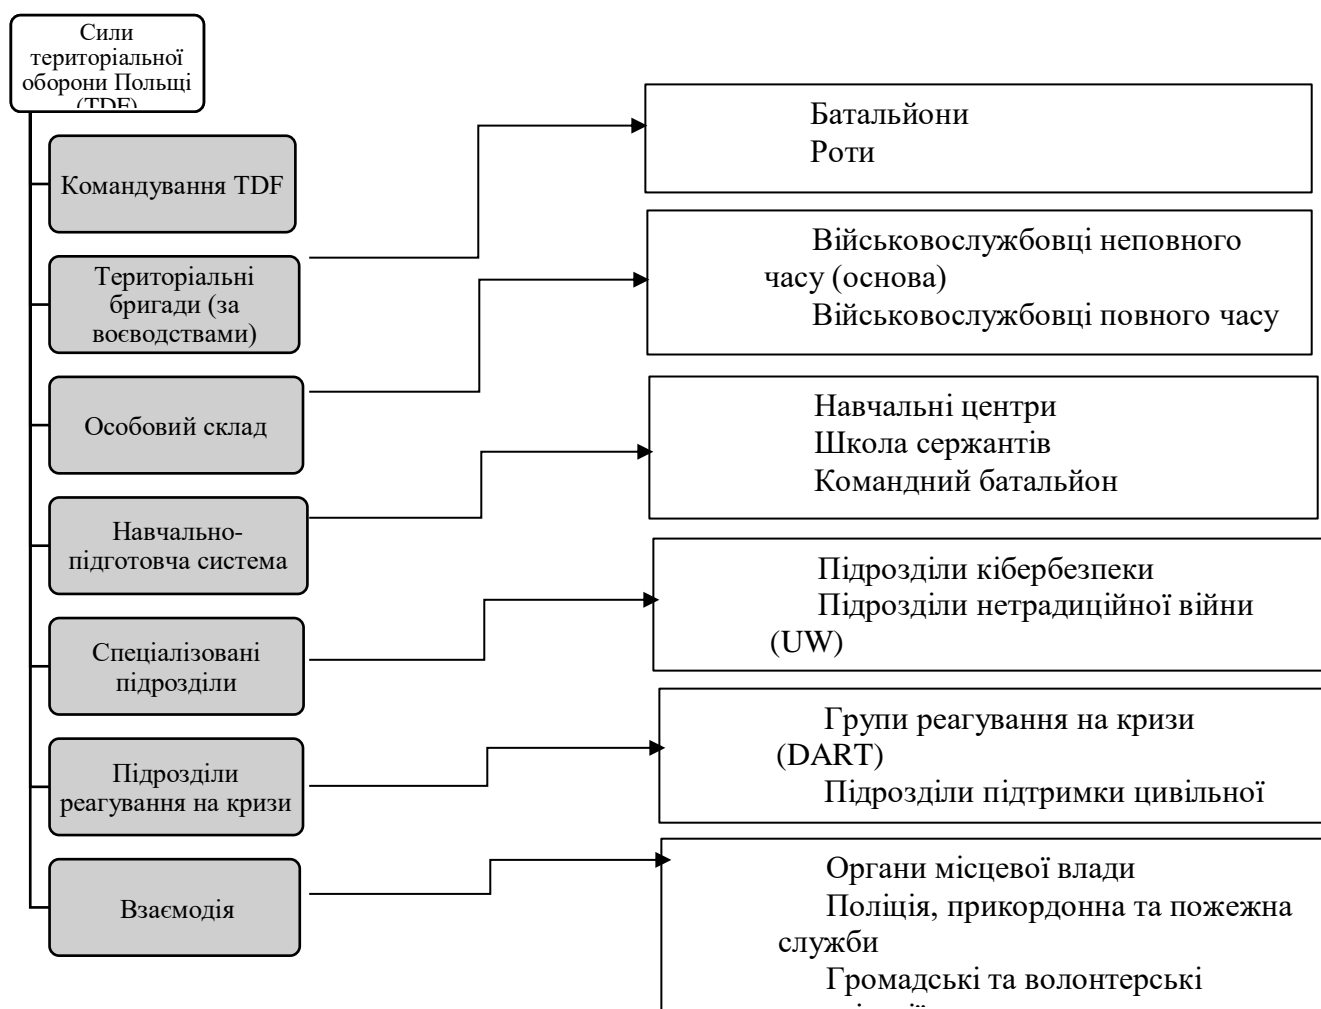 Сили
територіальної
оборони Польщі
(TDF)
Командування TDF
Територіальні
бригади (за
воєводствами)
Особовий склад
Навчально-
підготовча система
Спеціалізовані
підрозділи
Підрозділи
реагування на кризи
Взаємодія
Батальйони
Роти
Військовослужбовці неповного
часу (основа)
Військовослужбовці повного часу
Навчальні центри
Школа сержантів
Командний батальйон
Підрозділи кібербезпеки
Підрозділи нетрадиційної війни
(UW)
Групи реагування на кризи
(DART)
Підрозділи підтримки цивільної
Органи місцевої влади
Поліція, прикордонна та пожежна
служби
Громадські та волонтерські